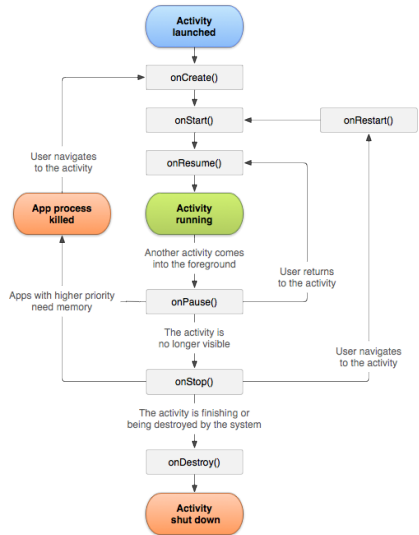 Activity
launched
onCreate()
onStart()
onRestart()
User navigates
to the activity
onResume()
App process
killed
Activity
running
Another activity comes
into the foreground
User returns
to the activity
Apps with higher priority
need memory
onPause()
The activity is
no longer visible
User navigates
to the activity
onStop()
The activity is finishing or
being destroyed by the system
onDestroy()
Activity
shut down